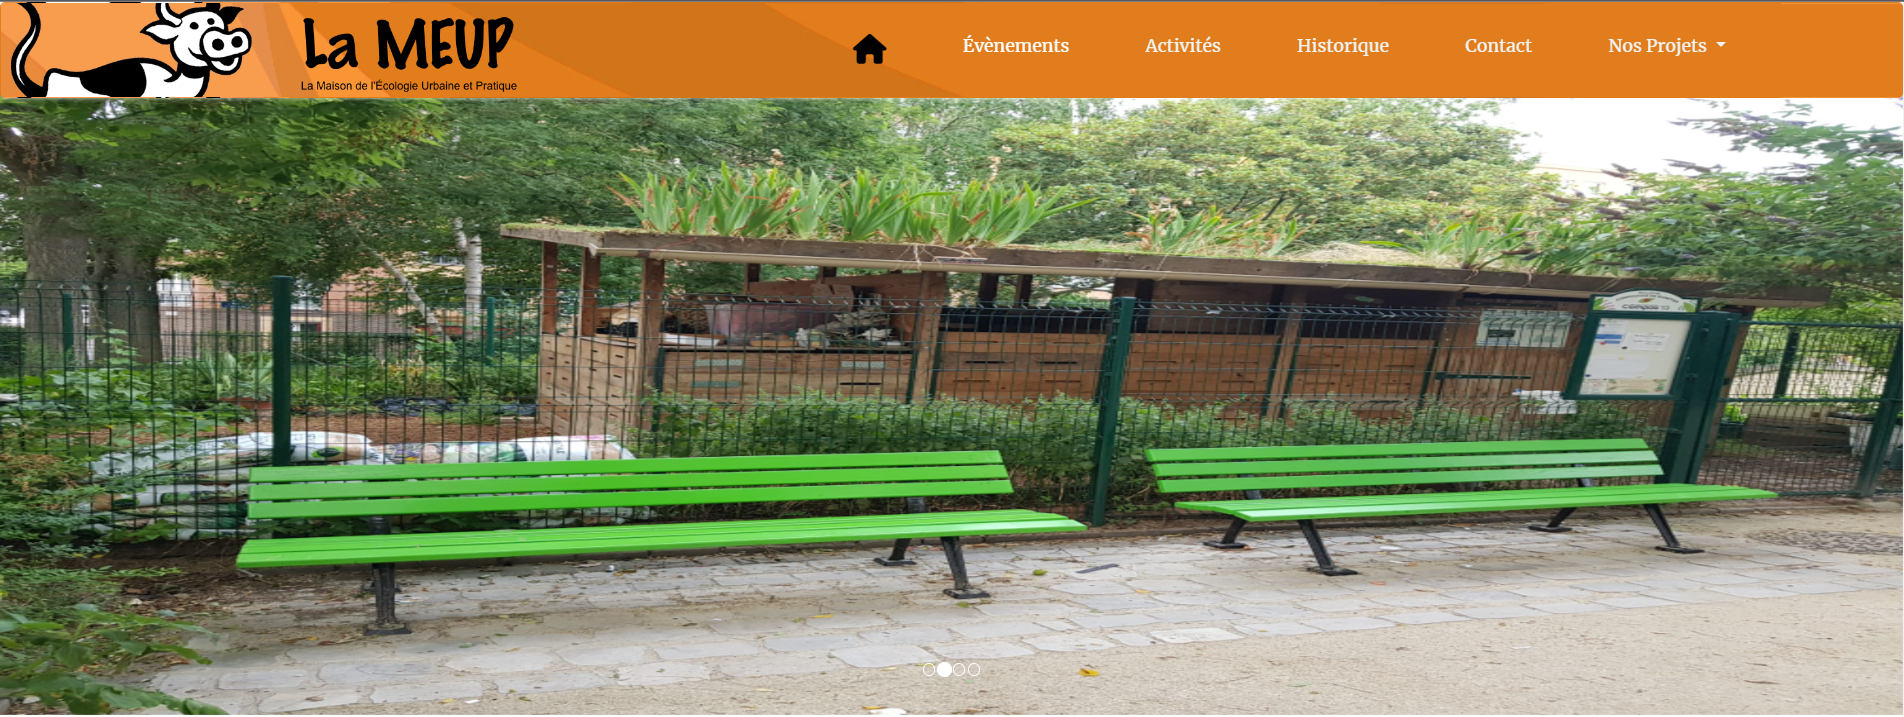 La MEUP
La Maison de l'Écologie Urbaine et Pratique
Évènements
Activités
Historique
Contact
Nos Projets